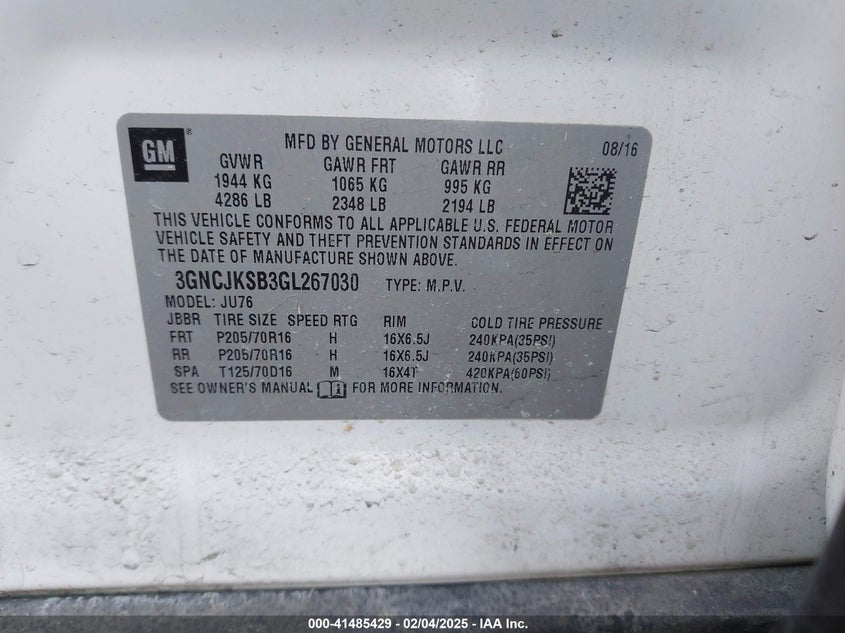 GM ®
MFD BY GENERAL MOTORS LLC 08/16
GVWR GAWR FRT GAWR RR
1944 KG 1065 KG 995 KG
4286 LB 2348 LB 2194 LB
THIS VEHICLE CONFORMS TO ALL APPLICABLE U.S. FEDERAL MOTOR
VEHICLE SAFETY AND THEFT PREVENTION STANDARDS IN EFFECT ON
THE DATE OF MANUFACTURE SHOWN ABOVE.
3GNCJKSB3GL267030 TYPE: M.P.V.
MODEL: JU76
JBBR TIRE SIZE SPEED RTG RIM COLD TIRE PRESSURE
FRT P205/70R16 H 16X6.5J 240KPA(35PSI)
RR P205/70R16 H 16X6.5J 240KPA(35PSI)
SPA T125/70D16 M 16X4T 420KPA(60PSI)
SEE OWNER'S MANUAL FOR MORE INFORMATION.
000-41485429 - 02/04/2025 - IAA Inc.